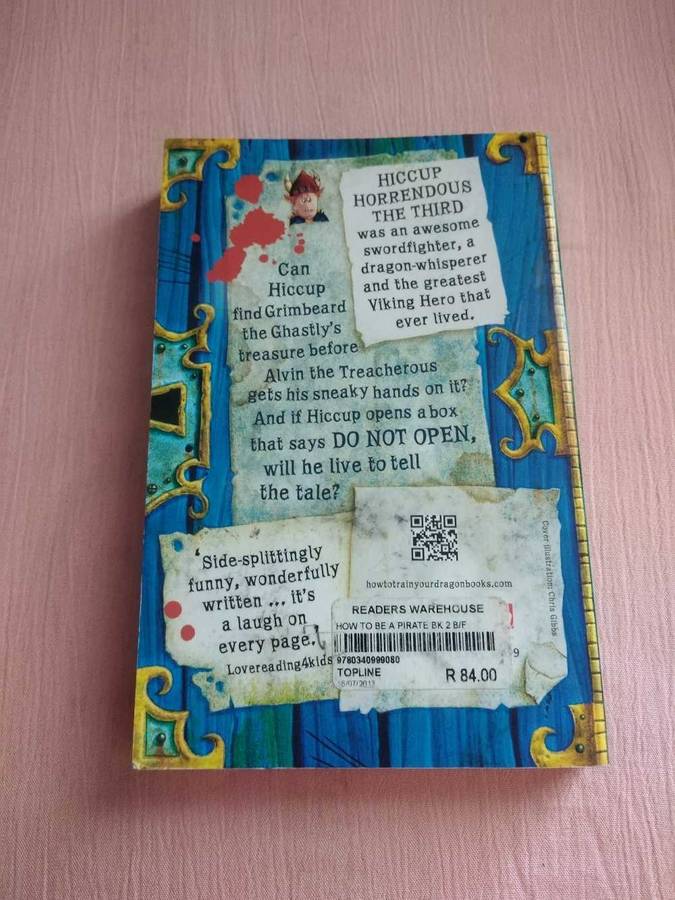 HICCUP
HORRENDOUS
THE THIRD
was an awesome
swordfighter, a
dragon-whisperer
and the greatest
Viking Hero that
ever lived.
Can
Hiccup
find Grimbeard
the Ghastly's
treasure before
Alvin the Treacherous
gets his sneaky hands on it?
And if Hiccup opens a box
that says DO NOT OPEN,
will he live to tell
the tale?
'Side-splittingly
funny, wonderfully
written ... it's
a laugh on
every page.'
Lovereading4kids
howtotrainyourdragonbooks.com
Cover illustration: Chris Gibbs
READERS WAREHOUSE
HOW TO BE A PIRATE BK 2 B/F
9780340999080
TOPLINE
R 84.00
9